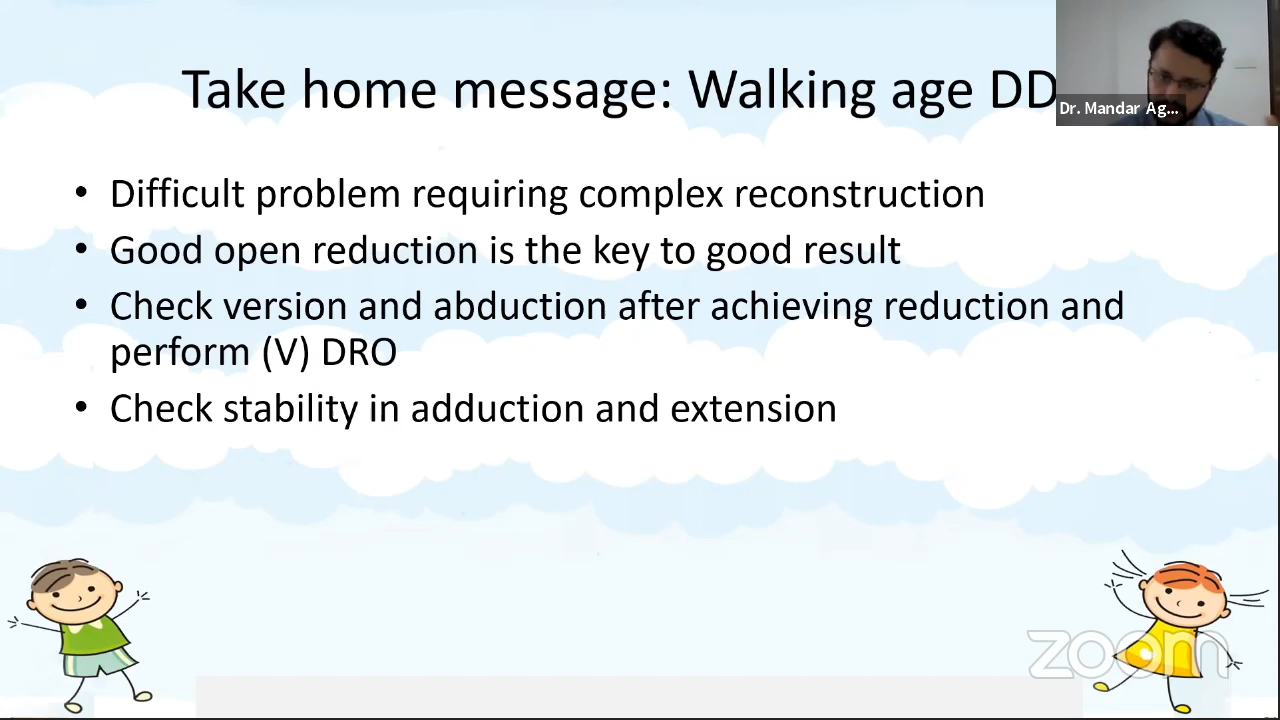 Take home message: Walking age DD
Dr. Mandar Ag...
• Difficult problem requiring complex reconstruction
• Good open reduction is the key to good result
• Check version and abduction after achieving reduction and
perform (V) DRO
• Check stability in adduction and extension
zoom